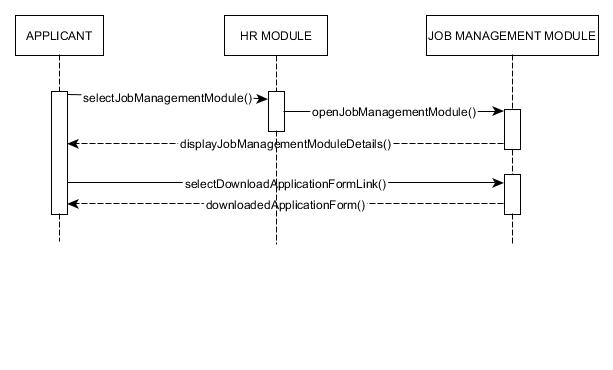 APPLICANT
HR MODULE
JOB MANAGEMENT MODULE
selectJobManagementModule()
openJobManagementModule()
displayJobManagementModuleDetails()
selectDownloadApplicationFormLink()
downloadedApplicationForm()